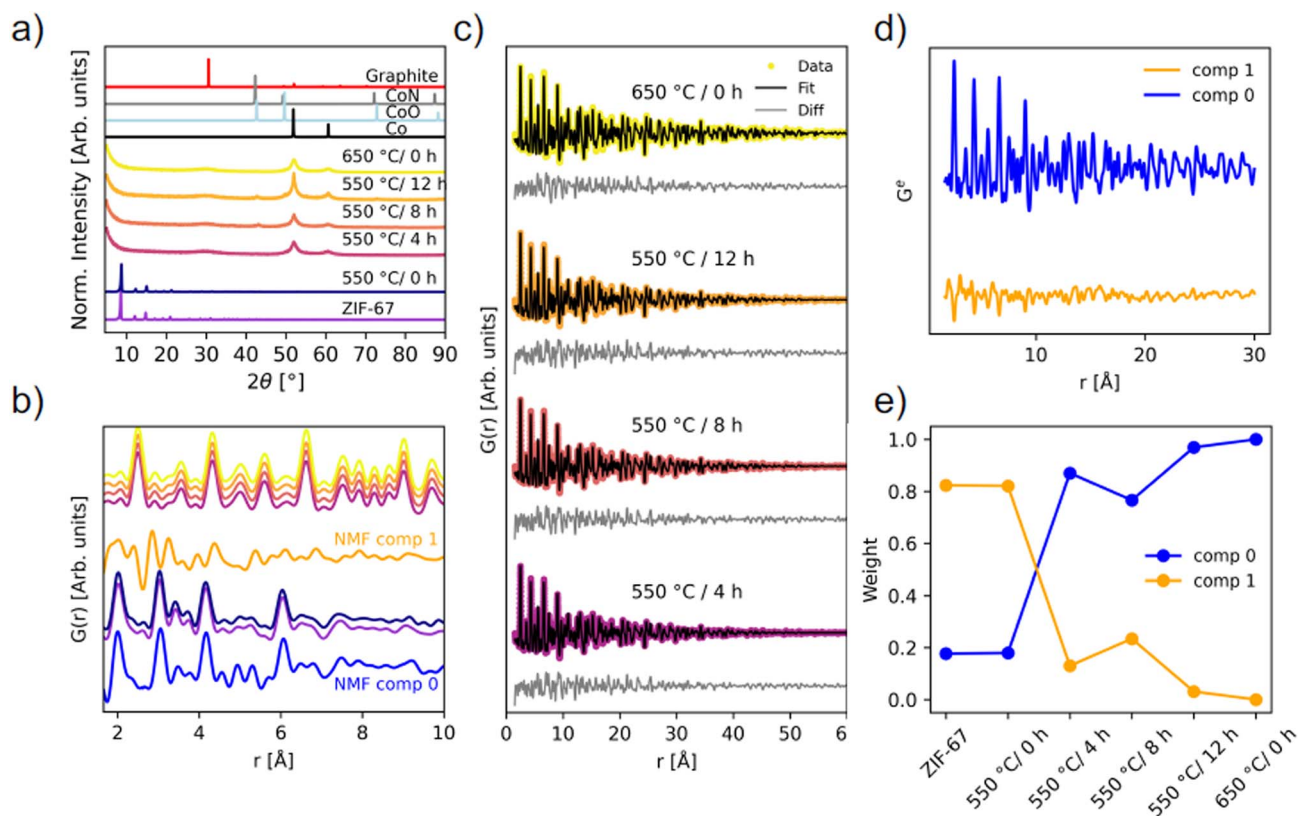 a)
Norm. Intensity [Arb. units]
Graphite
CoN
CoO
Co
650 °C/ 0 h
550 °C/ 12 h
550 °C/ 8 h
550 °C/ 4 h
550 °C/ 0 h
ZIF-67
10 20 30 40 50 60 70 80 90
2θ [°]
b)
G(r) [Arb. units]
NMF comp 1
NMF comp 0
2 4 6 8 10
r [Å]
c)
G(r) [Arb. units]
Data
Fit
Diff
650 °C / 0 h
550 °C / 12 h
550 °C / 8 h
550 °C / 4 h
0 10 20 30 40 50 6
r [Å]
d)
Gᵉ
comp 1
comp 0
10 20 30
r [Å]
e)
Weight
1.0
0.8
0.6
0.4
0.2
0.0
comp 0
comp 1
ZIF-67
550 °C/ 0 h
550 °C/ 4 h
550 °C/ 8 h
550 °C/ 12 h
650 °C/ 0 h